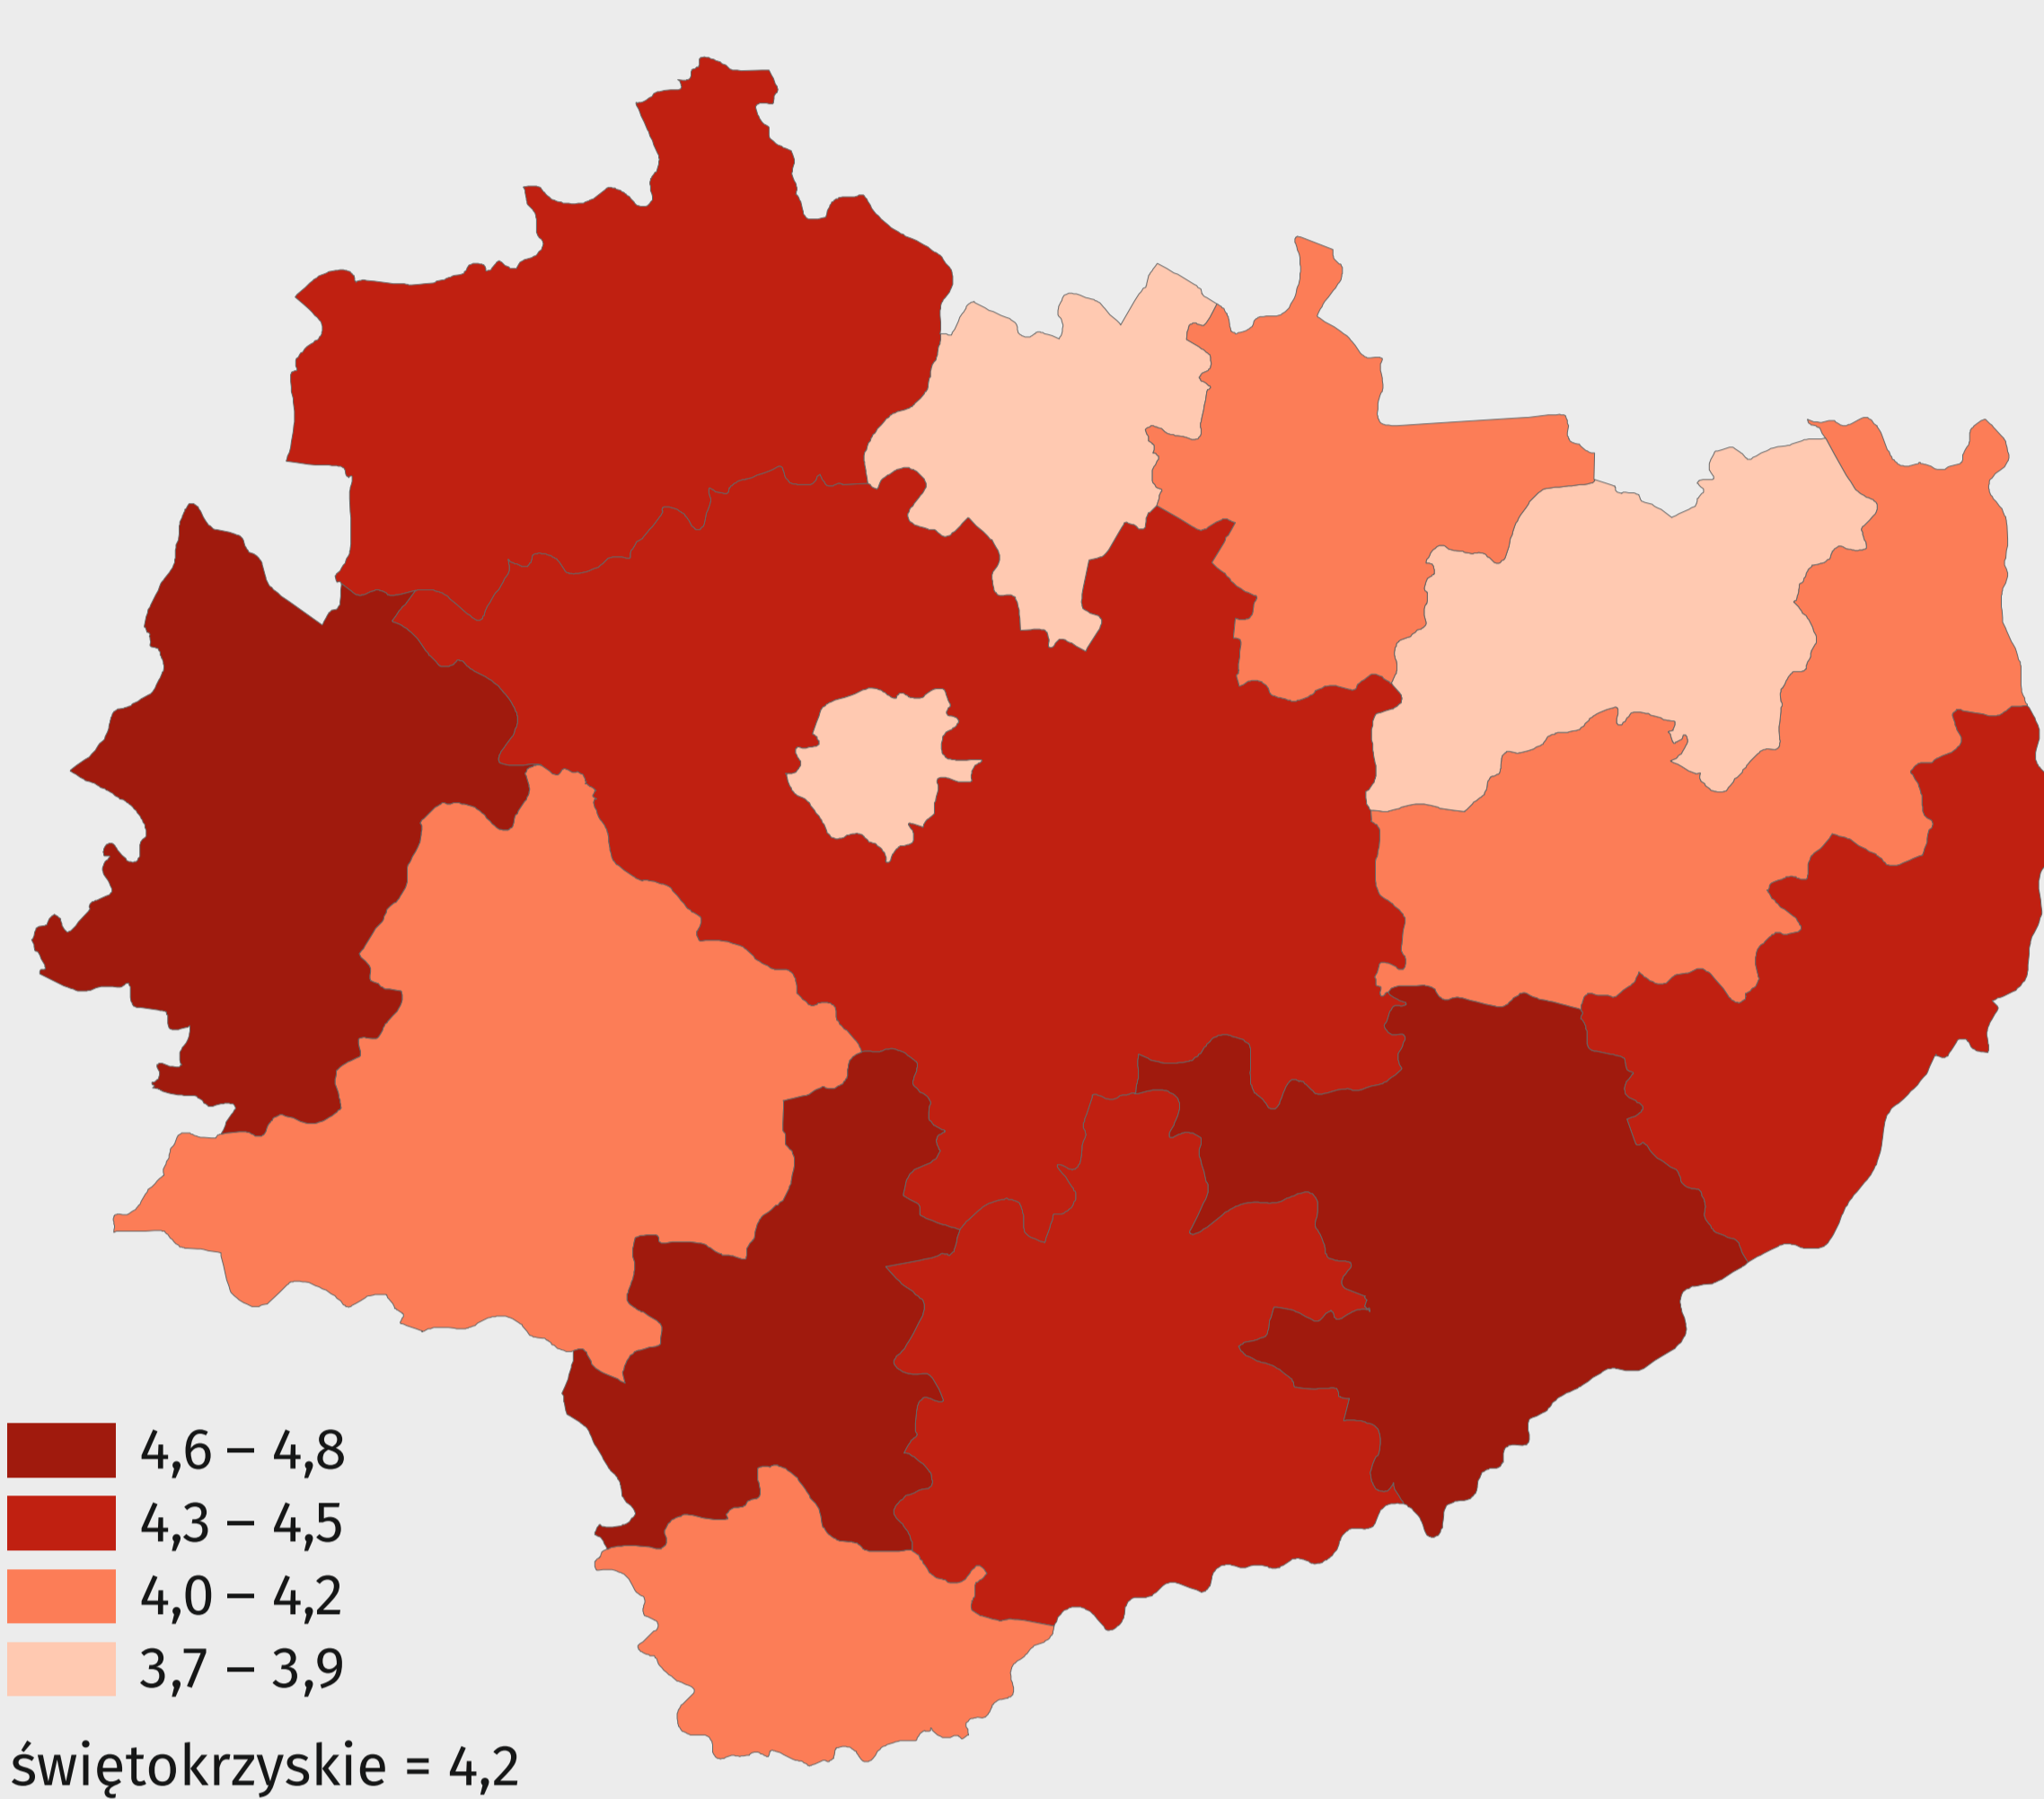 4,6 – 4,8
4,3 – 4,5
4,0 – 4,2
3,7 – 3,9
świętokrzyskie = 4,2